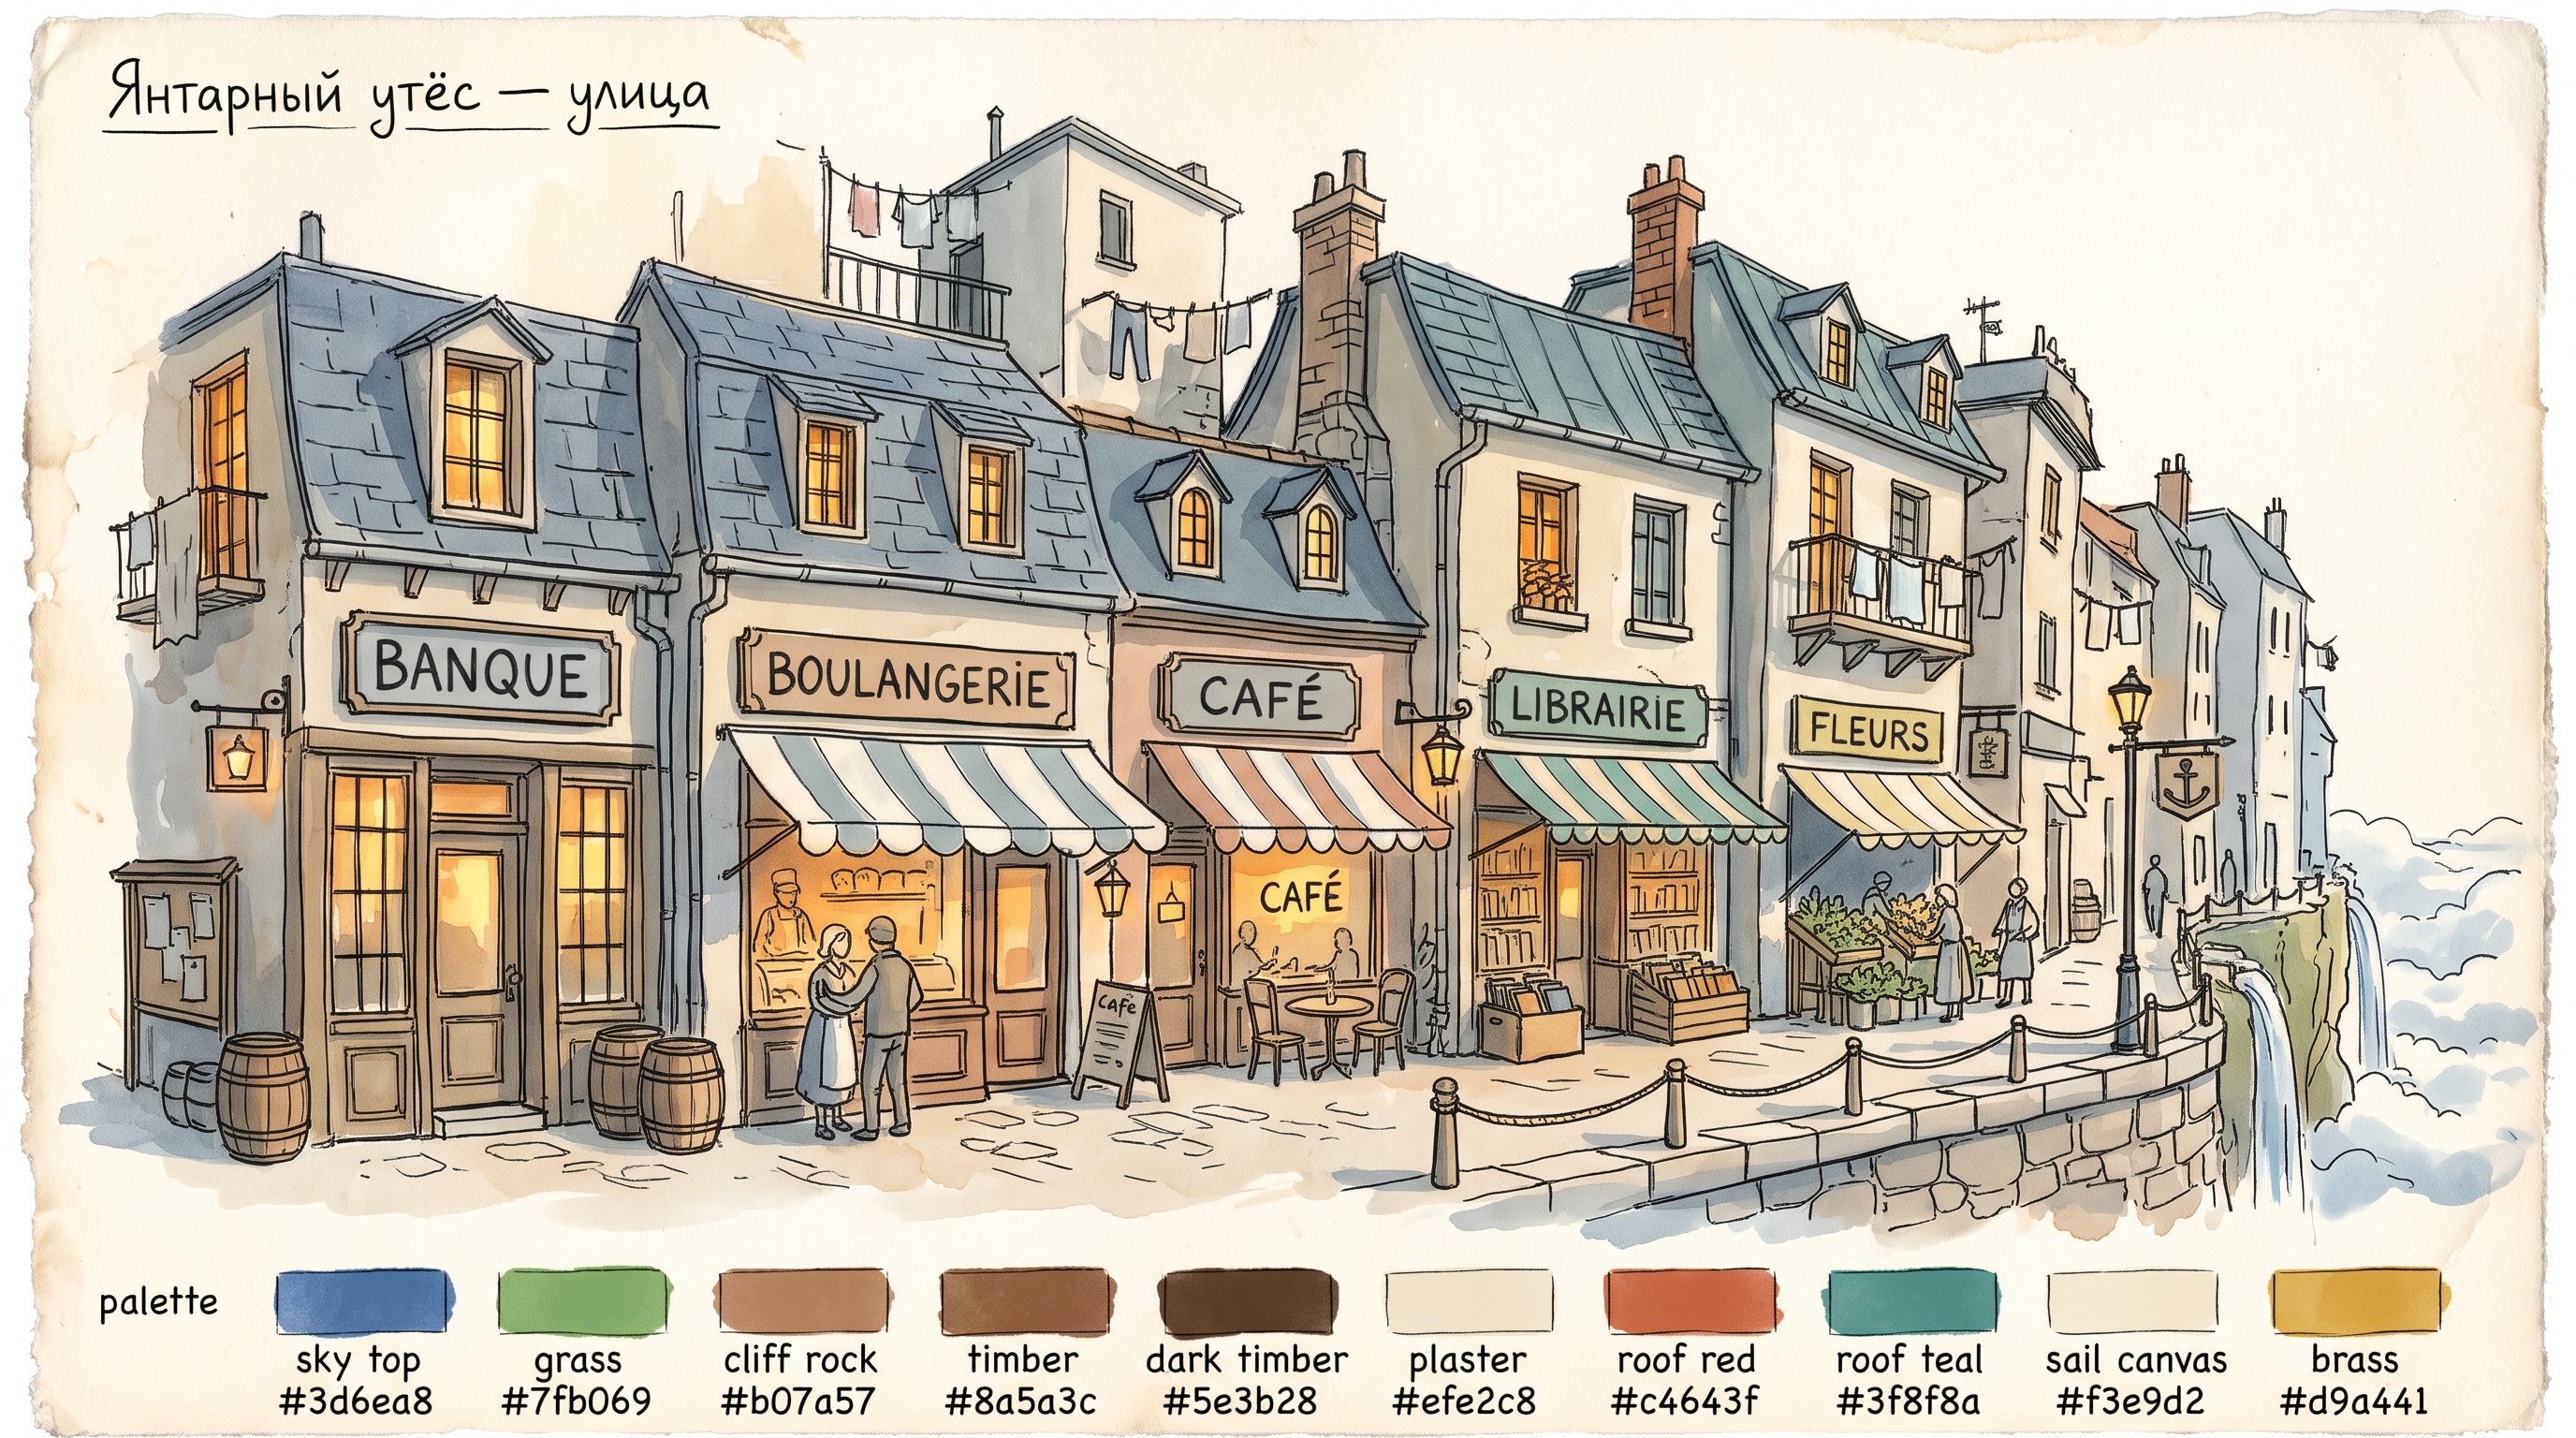 Янтарный утёс — улица
BANQUE
BOULANGERIE
CAFÉ
LIBRAIRIE
FLEURS
CAFÉ
Café
palette
sky top
#3d6ea8
grass
#7fb069
cliff rock
#b07a57
timber
#8a5a3c
dark timber
#5e3b28
plaster
#efe2c8
roof red
#c4643f
roof teal
#3f8f8a
sail canvas
#f3e9d2
brass
#d9a441